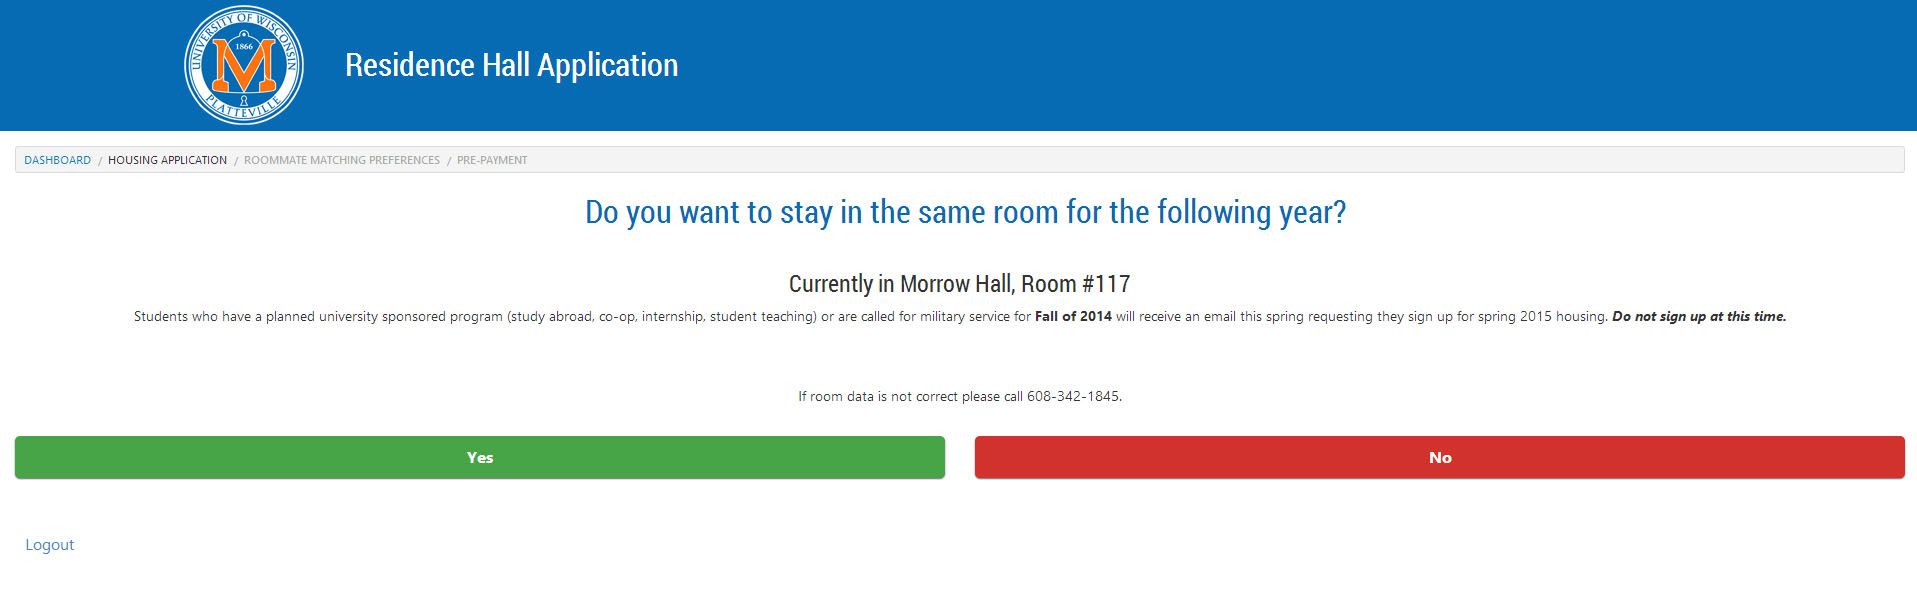 UNIVERSITY OF WISCONSIN
1866
M
PLATTEVILLE
Residence Hall Application
DASHBOARD / HOUSING APPLICATION / ROOMMATE MATCHING PREFERENCES / PRE-PAYMENT
Do you want to stay in the same room for the following year?
Currently in Morrow Hall, Room #117
Students who have a planned university sponsored program (study abroad, co-op, internship, student teaching) or are called for military service for Fall of 2014 will receive an email this spring requesting they sign up for spring 2015 housing. Do not sign up at this time.
If room data is not correct please call 608-342-1845.
Yes
No
Logout